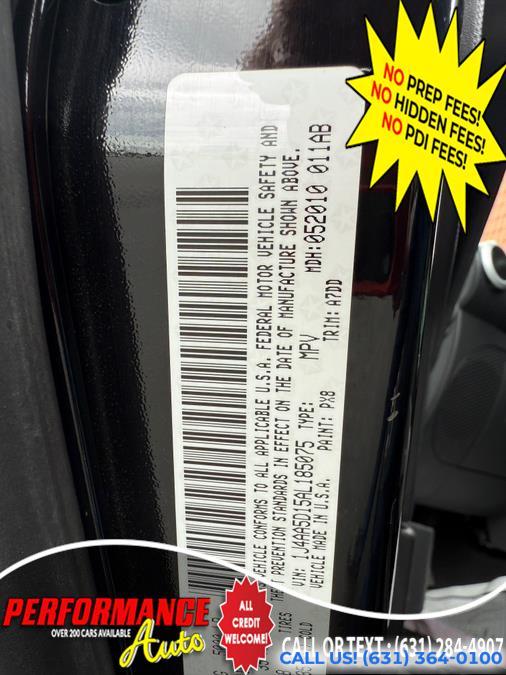 NO PREP FEES!
NO HIDDEN FEES!
NO PDI FEES!
VEHICLE CONFORMS TO ALL APPLICABLE U.S.A. FEDERAL MOTOR VEHICLE SAFETY AND
THEFT PREVENTION STANDARDS IN EFFECT ON THE DATE OF MANUFACTURE SHOWN ABOVE.
VIN: 1J4AA5D15AL185075 TYPE: MPV MDH: 052010 011AB
VEHICLE MADE IN U.S.A. PAINT: PX8 TRIM: A7DD
TIRES
PERFORMANCE
Auto
OVER 200 CARS AVAILABLE
ALL
CREDIT
WELCOME!
CALL OR TEXT : (631) 284-4907
CALL US! (631) 364-0100